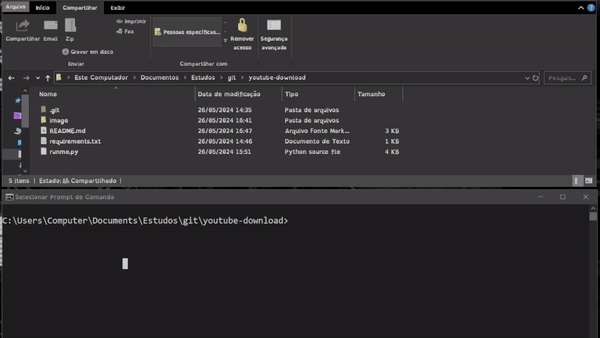 Arquivo Início Compartilhar Exibir
Compartilhar Email Zip
Imprimir
Fax
Gravar em disco
Enviar
Pessoas específicas...
Remover acesso
Segurança avançada
Compartilhar com
Este Computador > Documentos > Estudos > git > youtube-download
Nome Data de modificação Tipo Tamanho
.git 26/05/2024 14:35 Pasta de arquivos
image 26/05/2024 16:41 Pasta de arquivos
README.md 26/05/2024 16:47 Arquivo Fonte Mark... 3 KB
requirements.txt 26/05/2024 14:46 Documento de Texto 1 KB
runme.py 26/05/2024 15:51 Python source file 4 KB
5 itens Estado: Compartilhado
Selecionar Prompt de Comando
C:\Users\Computer\Documents\Estudos\git\youtube-download>